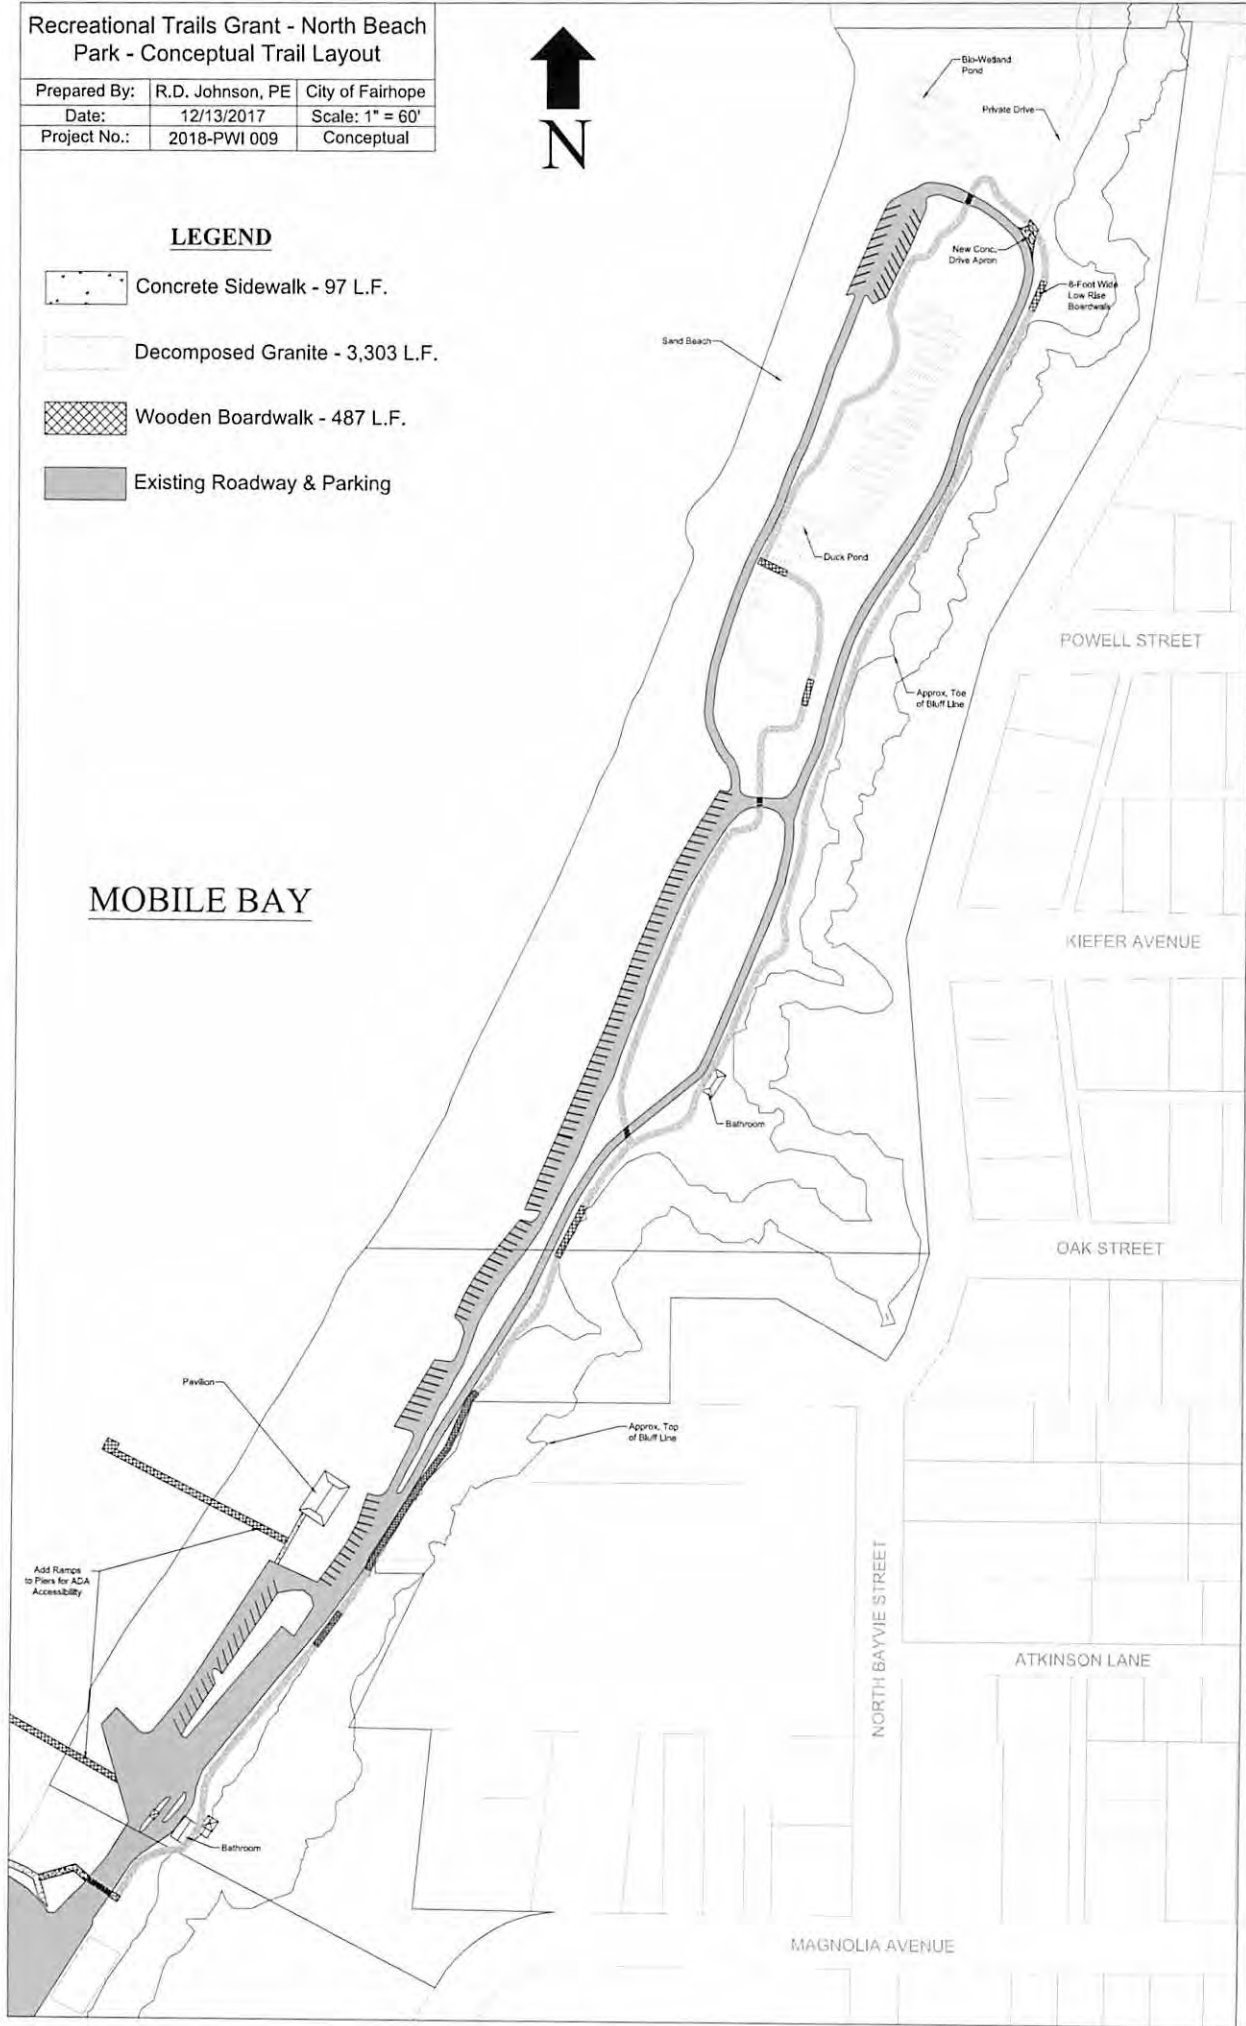 Recreational Trails Grant - North Beach
Park - Conceptual Trail Layout
Prepared By: R.D. Johnson, PE City of Fairhope
Date: 12/13/2017 Scale: 1" = 60'
Project No.: 2018-PWI 009 Conceptual
N
LEGEND
Concrete Sidewalk - 97 L.F.
Decomposed Granite - 3,303 L.F.
Wooden Boardwalk - 487 L.F.
Existing Roadway & Parking
Bio-Wetland
Pond
Private Drive
New Conc.
Drive Apron
6-Foot Wide
Low Rise
Boardwalk
Sand Beach
Duck Pond
POWELL STREET
Approx. Toe
of Bluff Line
MOBILE BAY
KIEFER AVENUE
Bathroom
OAK STREET
Pavilion
Approx. Top
of Bluff Line
Add Ramps
to Piers for ADA
Accessibility
NORTH BAYVIE STREET
ATKINSON LANE
Bathroom
MAGNOLIA AVENUE